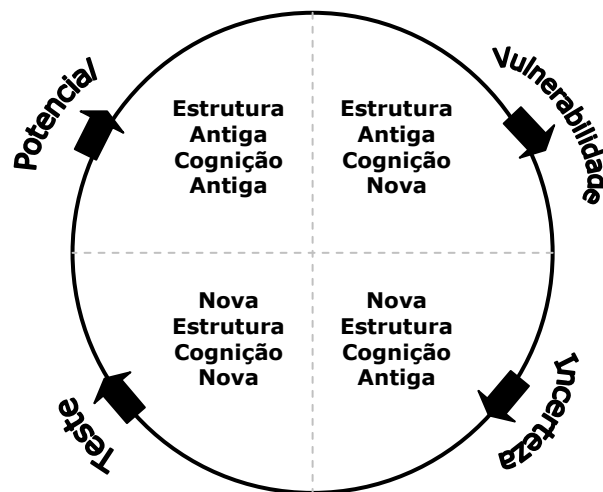 Potencial
Vulnerabilidade
Estrutura
Antiga
Cognição
Antiga
Estrutura
Antiga
Cognição
Nova
Nova
Estrutura
Cognição
Nova
Nova
Estrutura
Cognição
Antiga
Teste
Incerteza